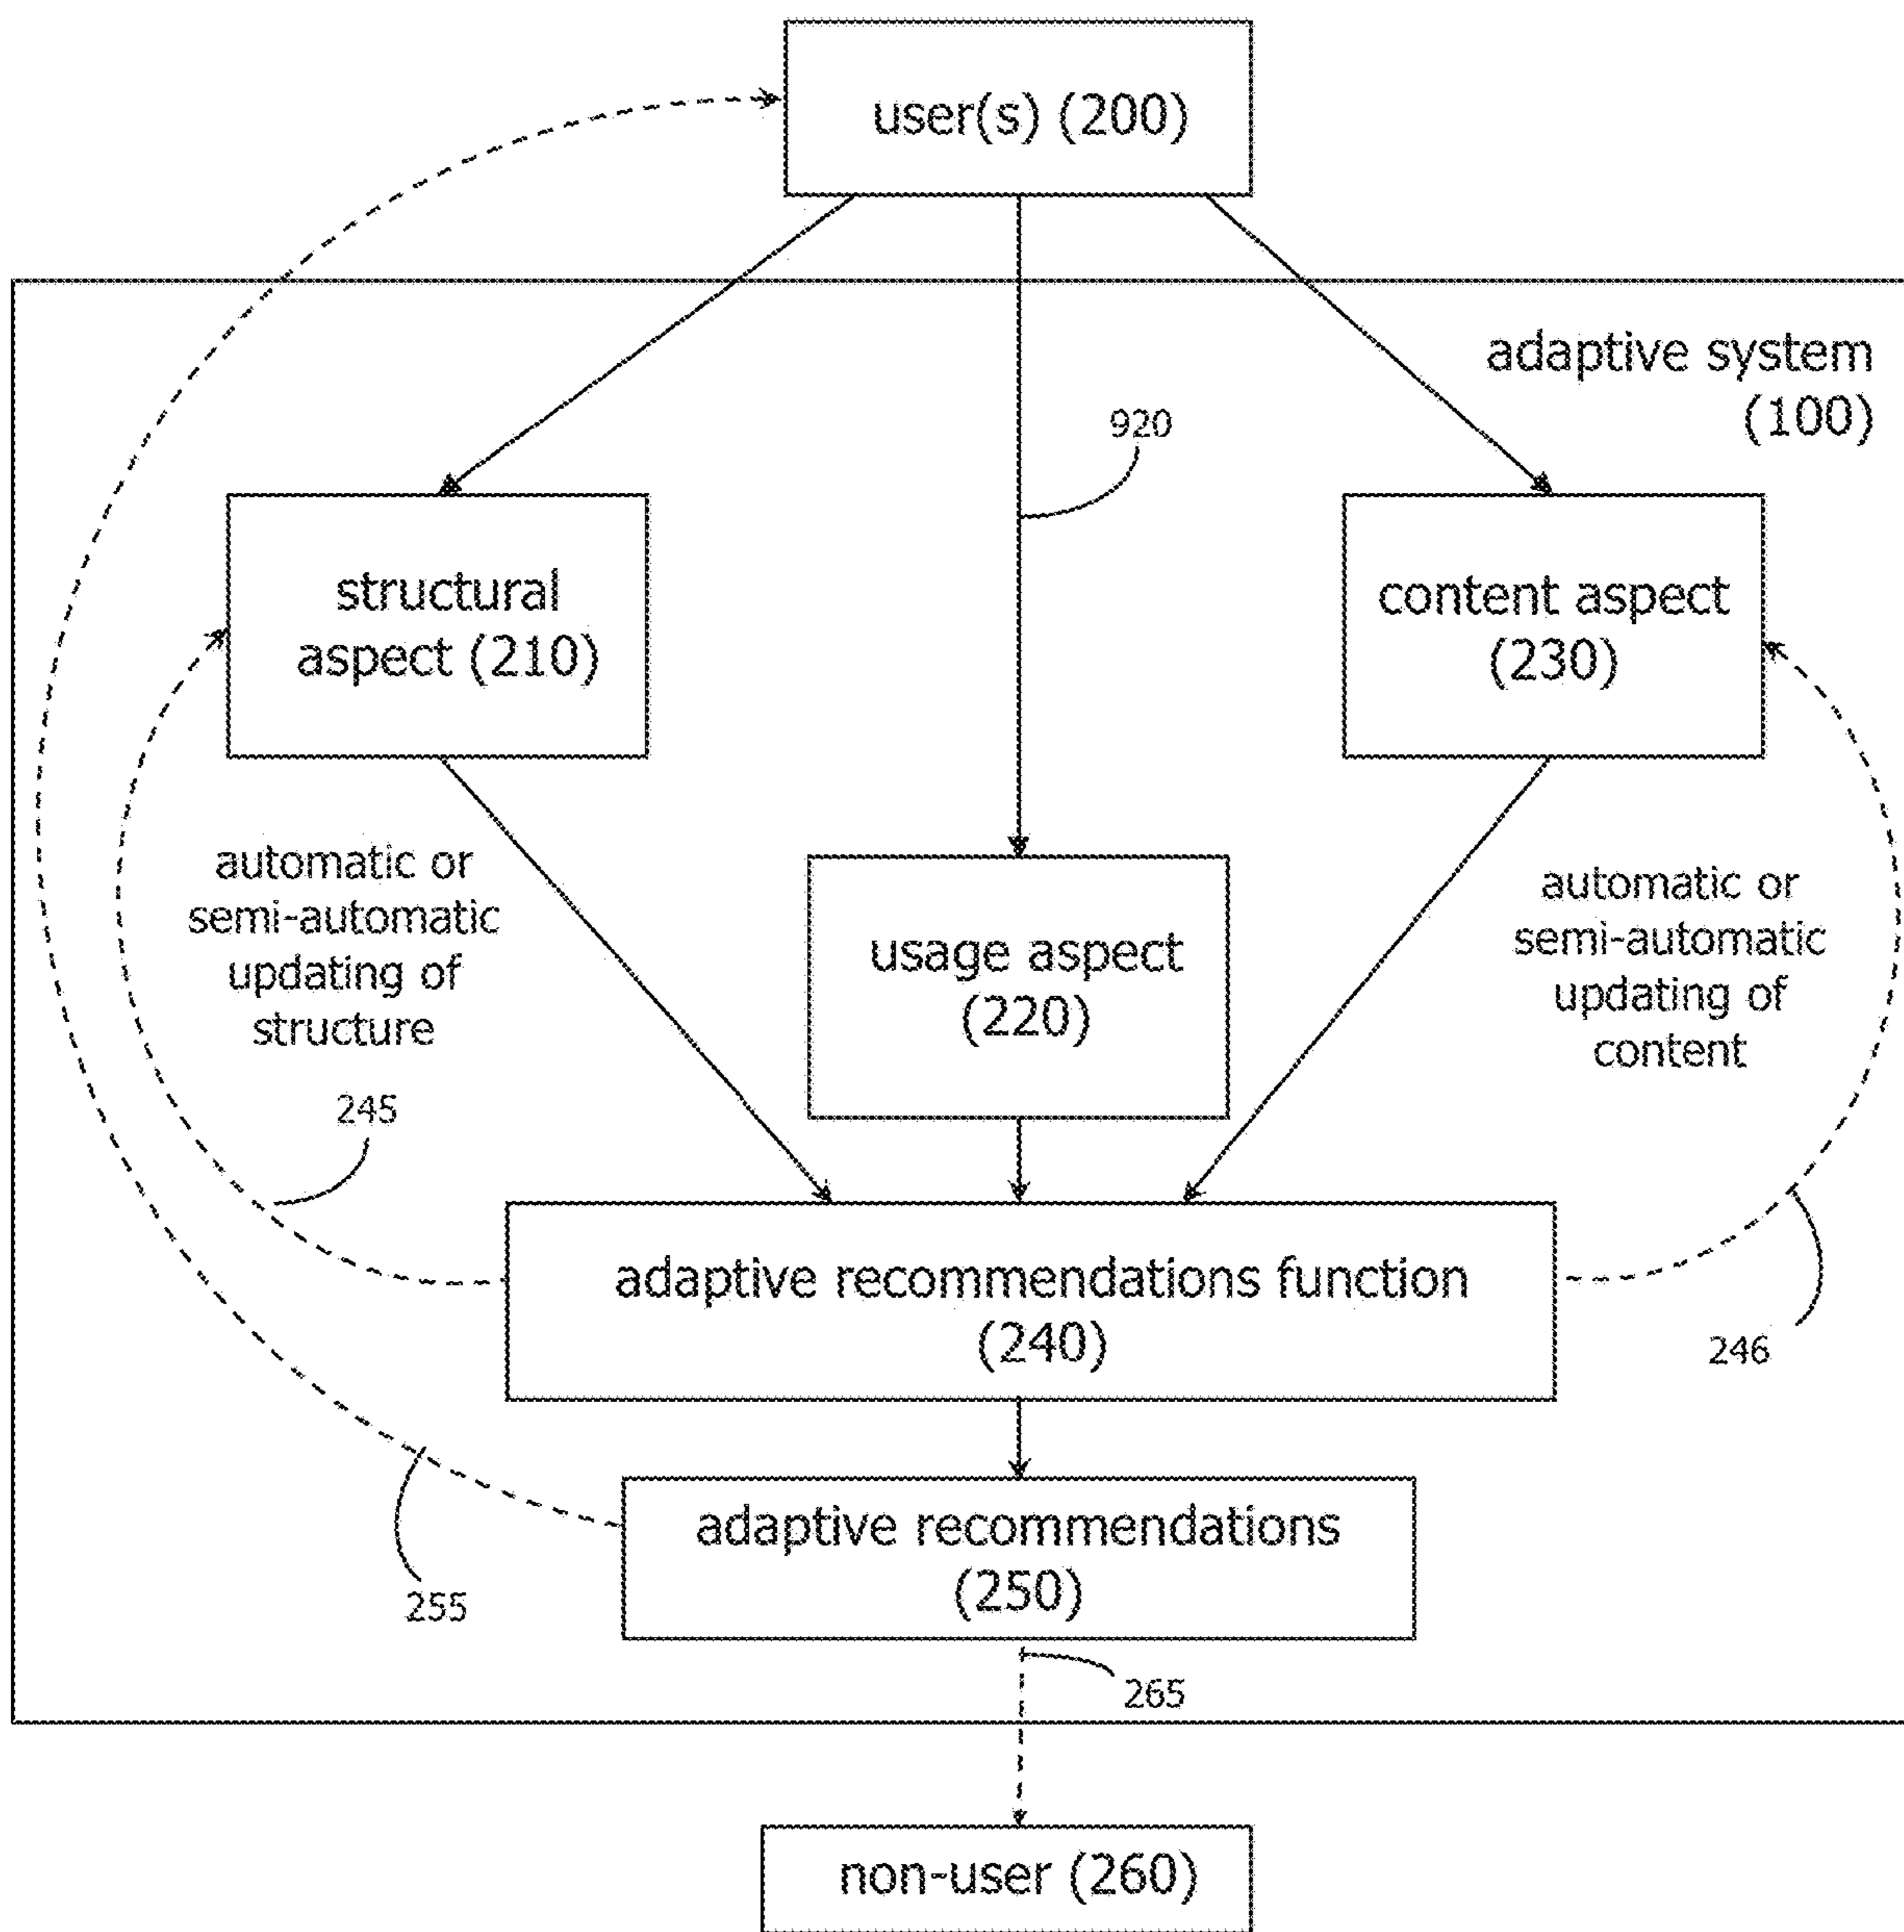 user(s) (200)
adaptive system
(100)
920
structural
aspect (210)
content aspect
(230)
automatic or
semi-automatic
updating of
structure
usage aspect
(220)
automatic or
semi-automatic
updating of
content
245
adaptive recommendations function
(240)
246
adaptive recommendations
(250)
255
265
non-user (260)